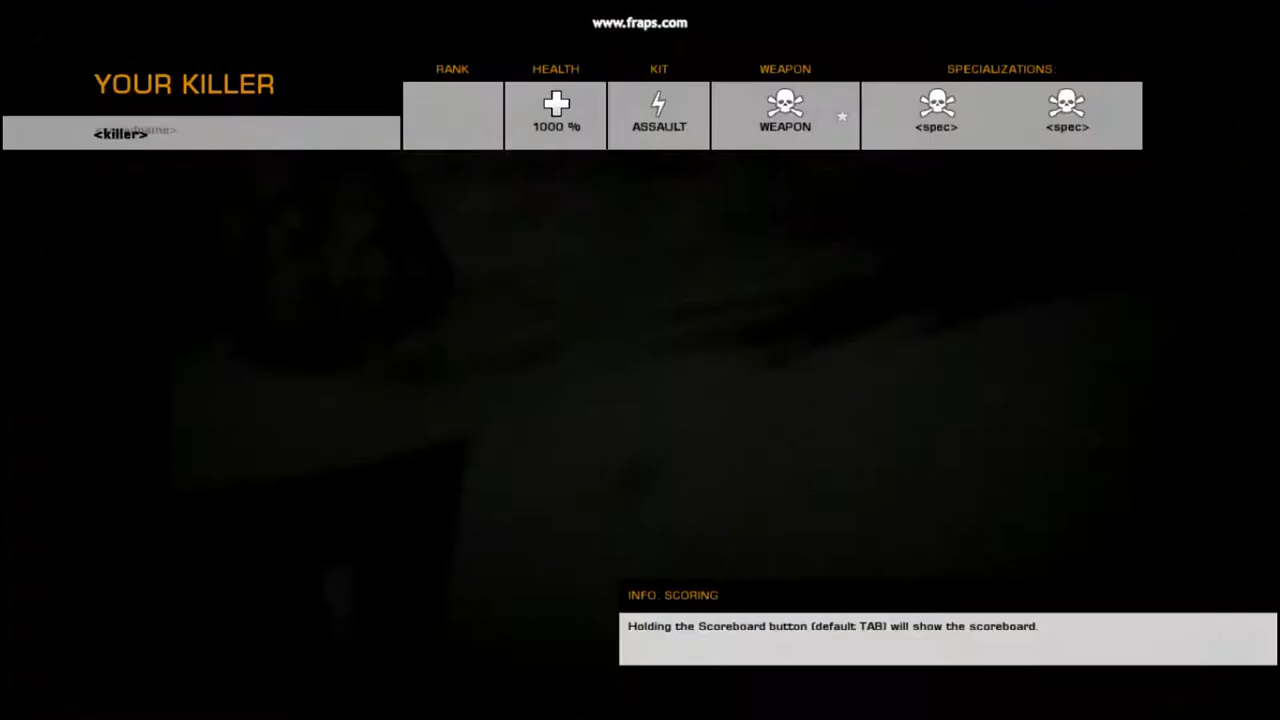 www.fraps.com
YOUR KILLER
RANK
HEALTH
KIT
WEAPON
SPECIALIZATIONS:
<killer>
1000 %
ASSAULT
WEAPON
<spec>
<spec>
INFO: SCORING
Holding the Scoreboard button (default TAB) will show the scoreboard.